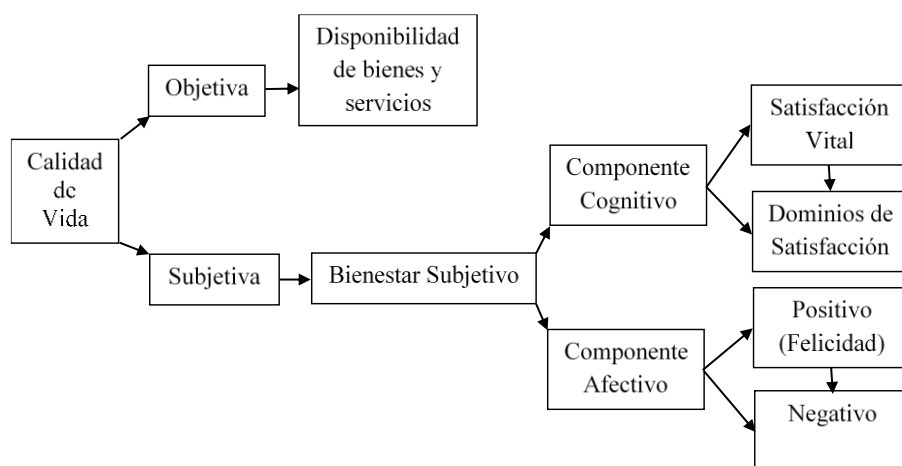 Calidad
de
Vida
Objetiva
Disponibilidad
de bienes y
servicios
Subjetiva
Bienestar Subjetivo
Componente
Cognitivo
Satisfacción
Vital
Dominios de
Satisfacción
Componente
Afectivo
Positivo
(Felicidad)
Negativo